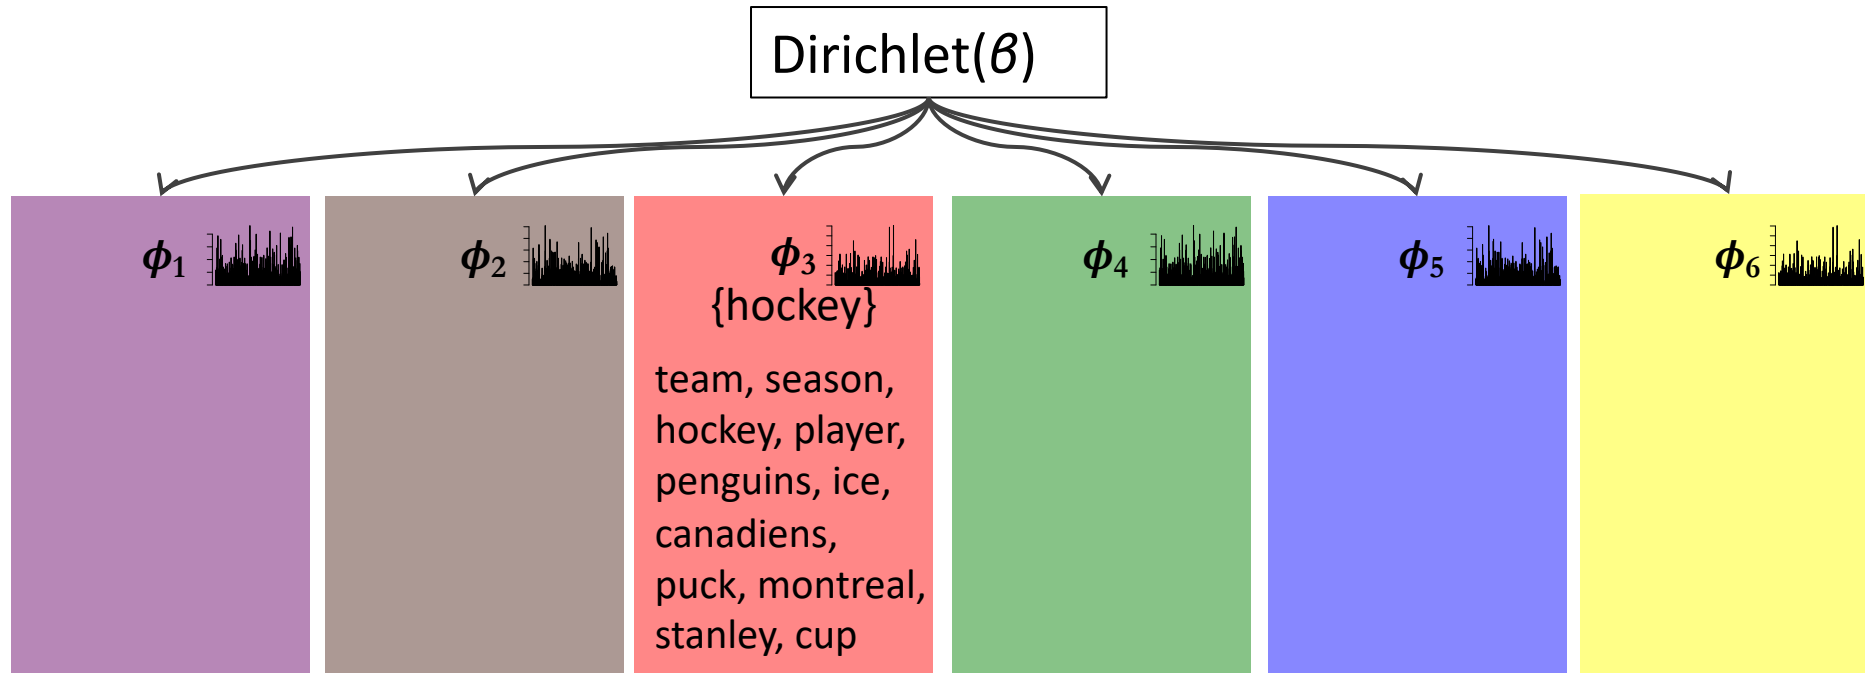 Dirichlet(β)
ϕ1
ϕ2
ϕ3
ϕ4
ϕ5
ϕ6
{hockey}
team, season,
hockey, player,
penguins, ice,
canadiens,
puck, montreal,
stanley, cup